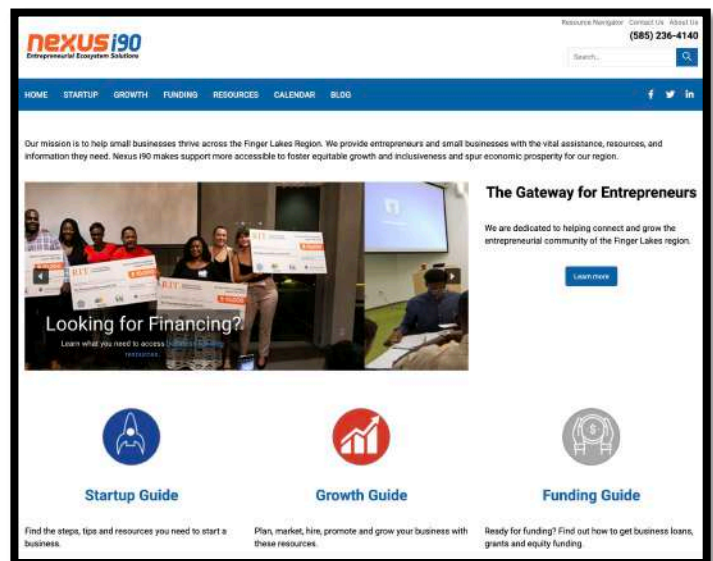 Resource Navigator Contact Us About Us
(585) 236-4140
nexus i90
Entrepreneurial Ecosystem Solutions
Search...
HOME STARTUP GROWTH FUNDING RESOURCES CALENDAR BLOG
Our mission is to help small businesses thrive across the Finger Lakes Region. We provide entrepreneurs and small businesses with the vital assistance, resources, and
information they need. Nexus I90 makes support more accessible to foster equitable growth and inclusiveness and spur economic prosperity for our region.
RIT
RIT
RIT
Looking for Financing?
Learn what you need to access business funding
resources.
The Gateway for Entrepreneurs
We are dedicated to helping connect and grow the
entrepreneurial community of the Finger Lakes region.
Learn more
Startup Guide
Find the steps, tips and resources you need to start a
business.
Growth Guide
Plan, market, hire, promote and grow your business with
these resources.
Funding Guide
Ready for funding? Find out how to get business loans,
grants and equity funding.